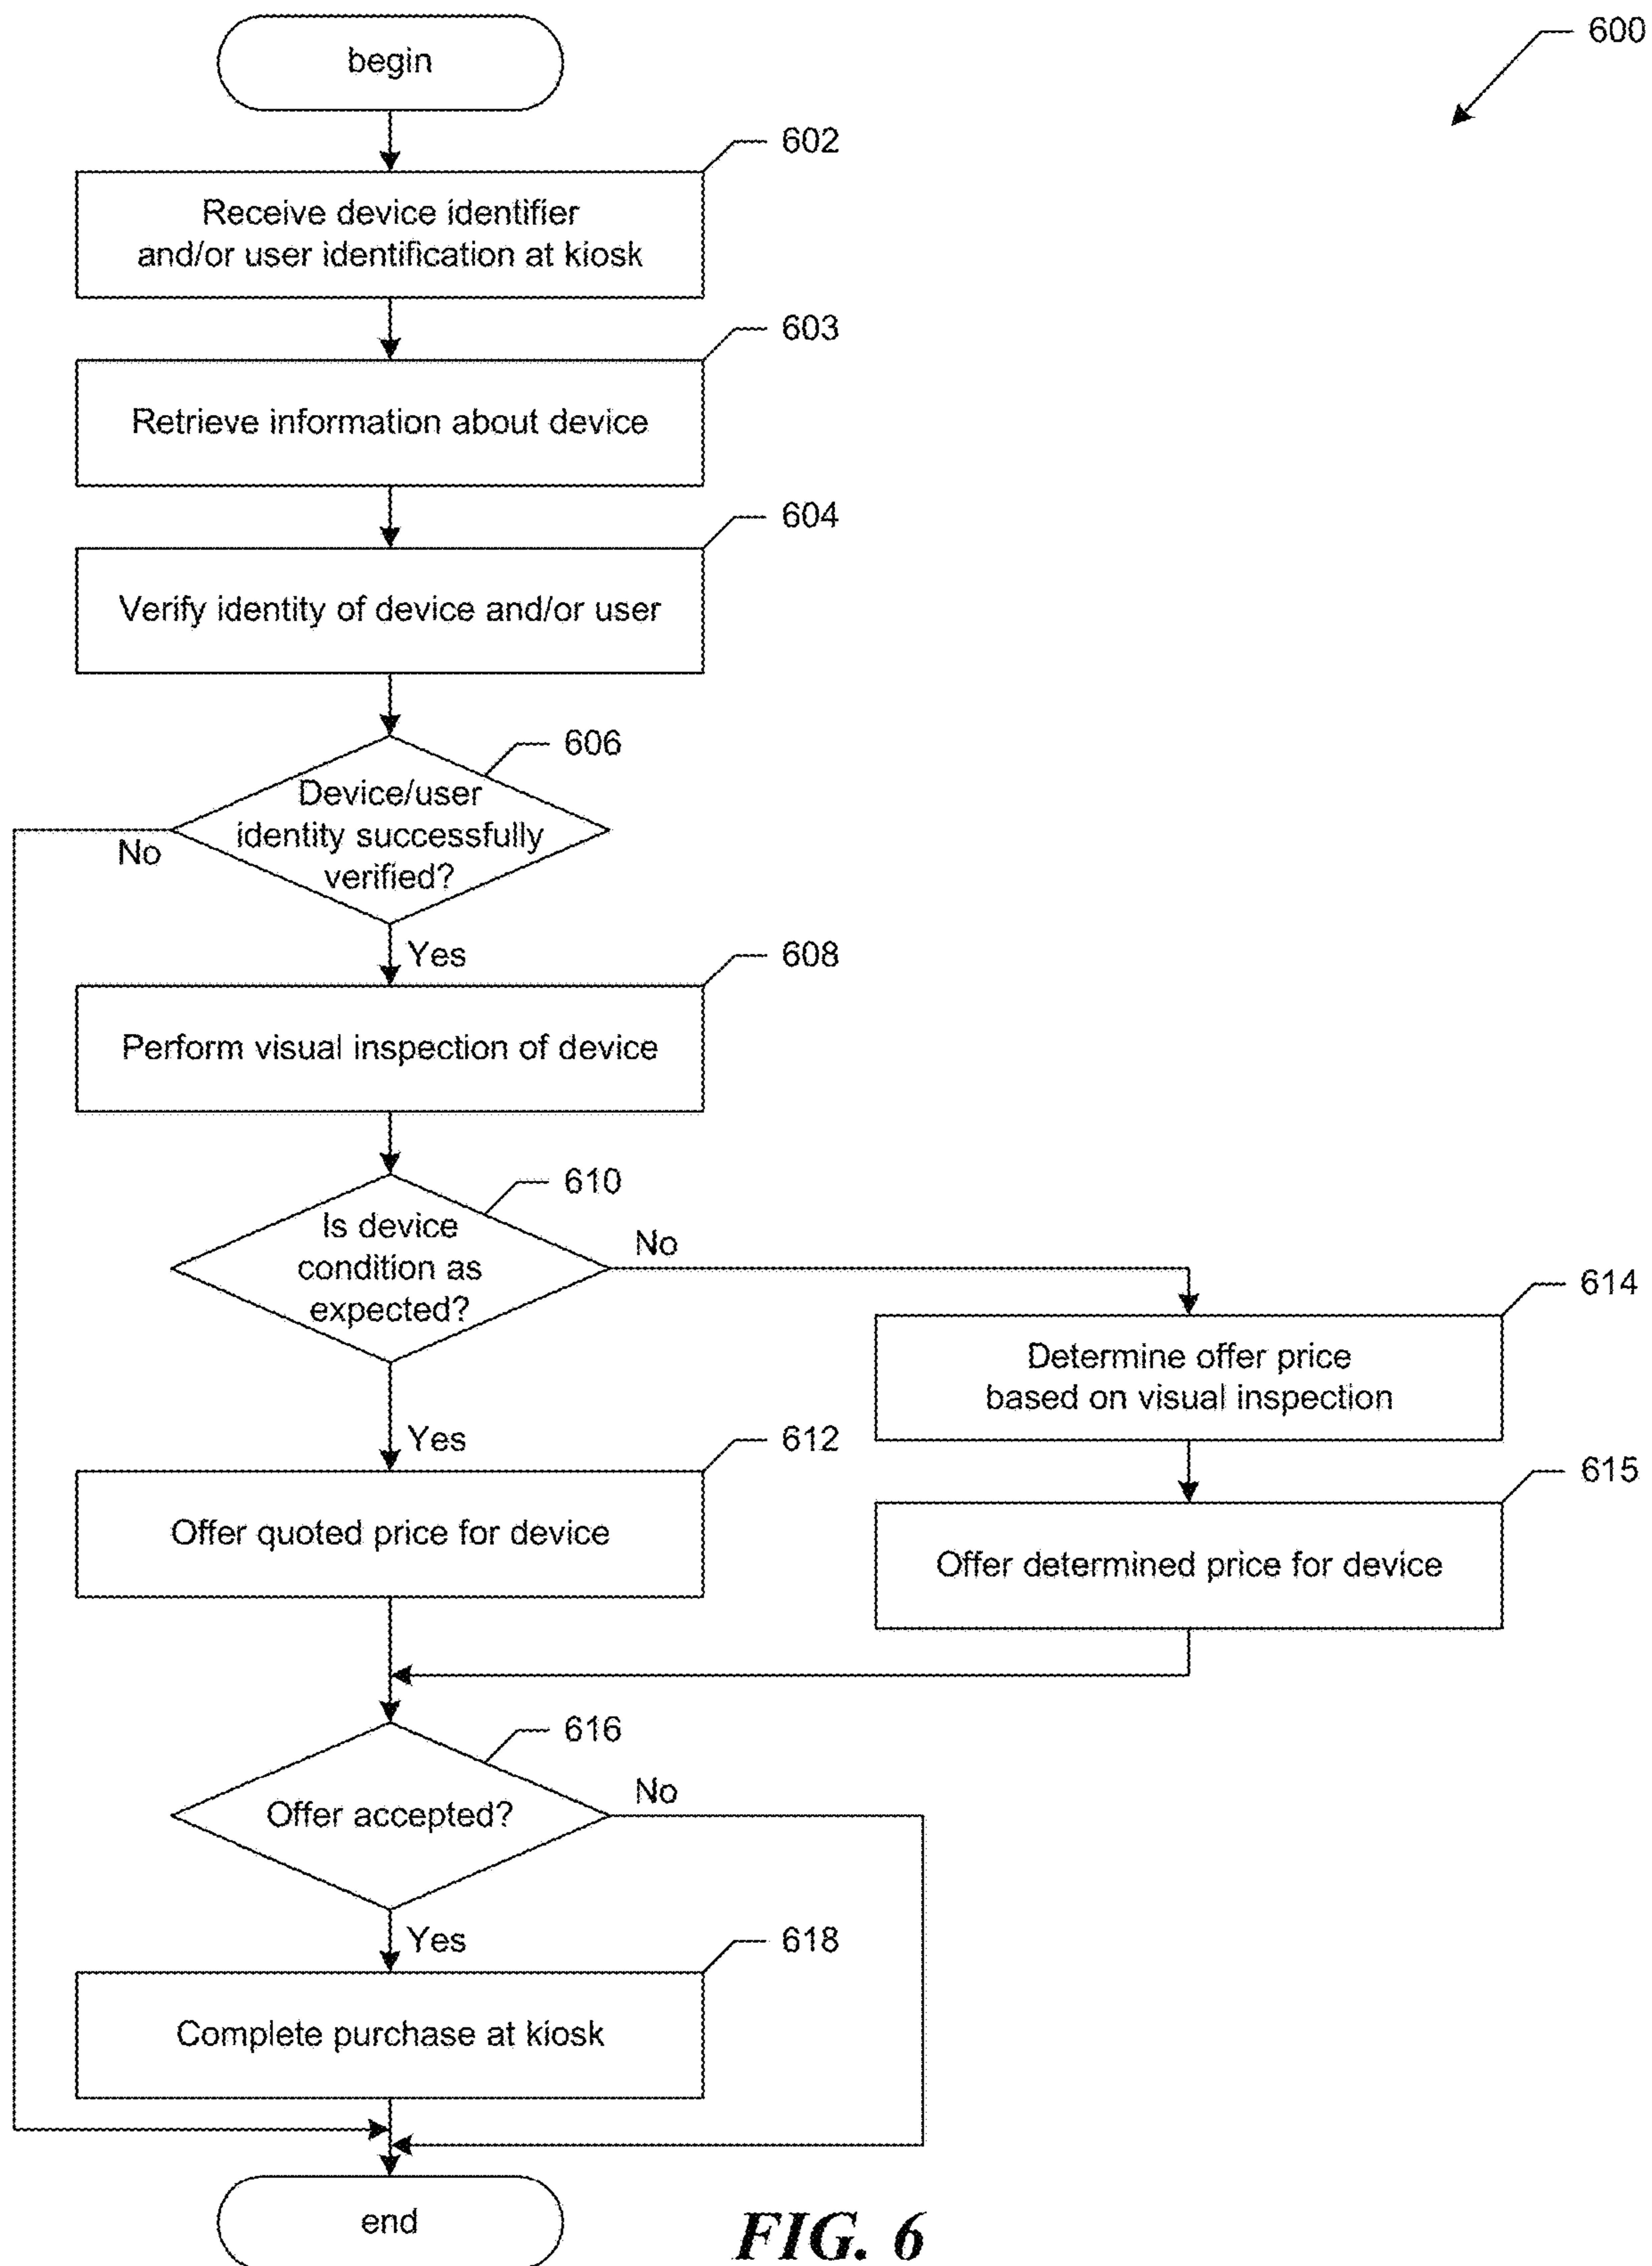 600
begin
602
Receive device identifier
and/or user identification at kiosk
603
Retrieve information about device
604
Verify identity of device and/or user
606
Device/user
identity successfully
verified?
No
Yes
608
Perform visual inspection of device
610
Is device
condition as
expected?
No
614
Determine offer price
based on visual inspection
Yes
612
Offer quoted price for device
615
Offer determined price for device
616
Offer accepted?
No
Yes
618
Complete purchase at kiosk
end
FIG. 6